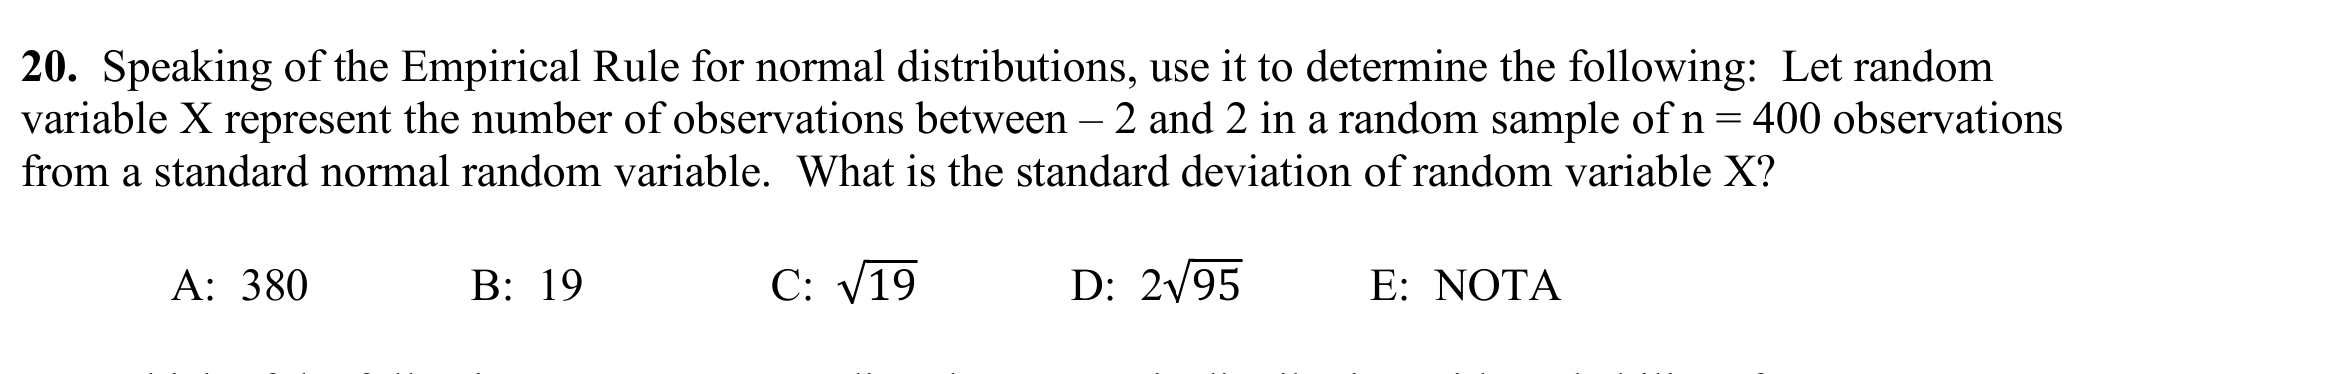 20. Speaking of the Empirical Rule for normal distributions, use it to determine the following: Let random
variable X represent the number of observations between – 2 and 2 in a random sample of n = 400 observations
from a standard normal random variable. What is the standard deviation of random variable X?
A: 380 B: 19 C: √19 D: 2√95 E: NOTA